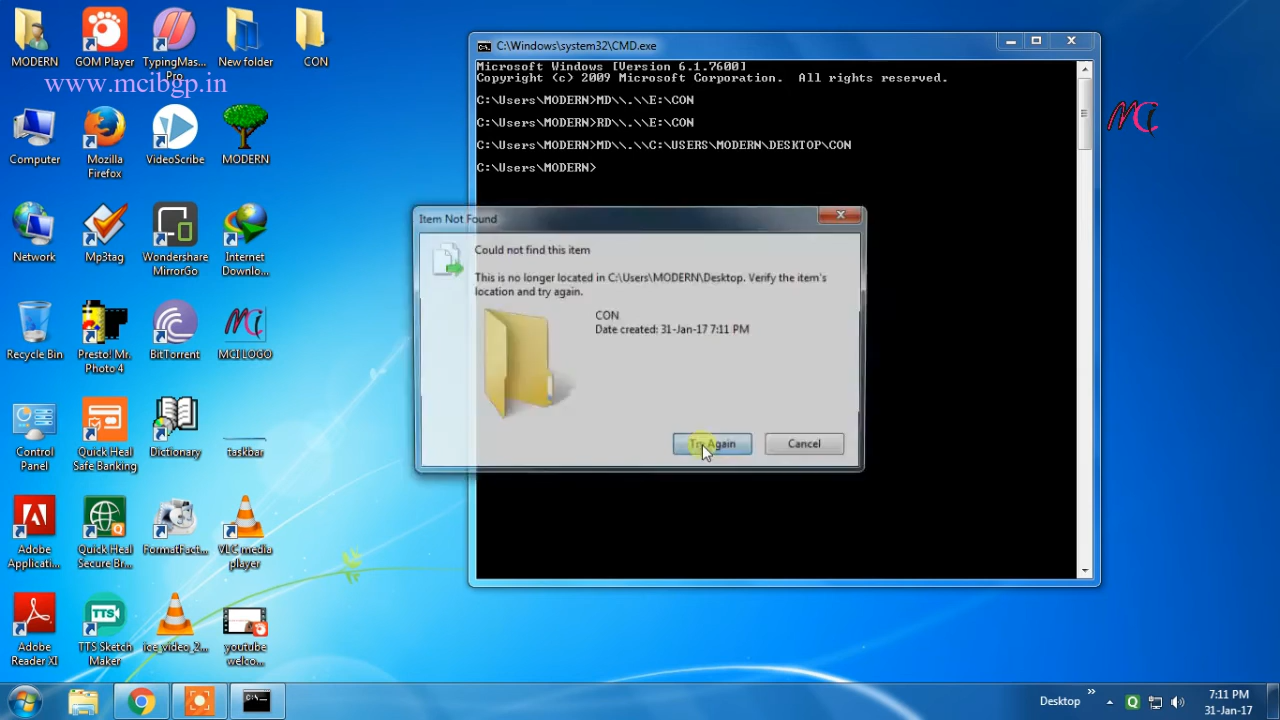 MODERN
GOM Player
TypingMas...
Pro
New folder
CON
www.mcibgp.in
Computer
Mozilla
Firefox
VideoScribe
MODERN
Network
Mp3tag
Wondershare
MirrorGo
Internet
Downlo...
Recycle Bin
Presto! Mr.
Photo 4
BitTorrent
MCI LOGO
Control
Panel
Quick Heal
Safe Banking
Dictionary
taskbar
Adobe
Applicati...
Quick Heal
Secure Br...
FormatFact...
VLC media
player
Adobe
Reader XI
TTS
TTS Sketch
Maker
ice_video_2...
youtube
welco...
C:\Windows\system32\CMD.exe
Microsoft Windows [Version 6.1.7600]
Copyright (c) 2009 Microsoft Corporation.  All rights reserved.
C:\Users\MODERN>MD\\.\\E:\CON
C:\Users\MODERN>RD\\.\\E:\CON
C:\Users\MODERN>MD\\.\\C:\USERS\MODERN\DESKTOP\CON
C:\Users\MODERN>
MCI
Item Not Found
Could not find this item
This is no longer located in C:\Users\MODERN\Desktop. Verify the item's
location and try again.
CON
Date created: 31-Jan-17 7:11 PM
Try Again
Cancel
Desktop
7:11 PM
31-Jan-17